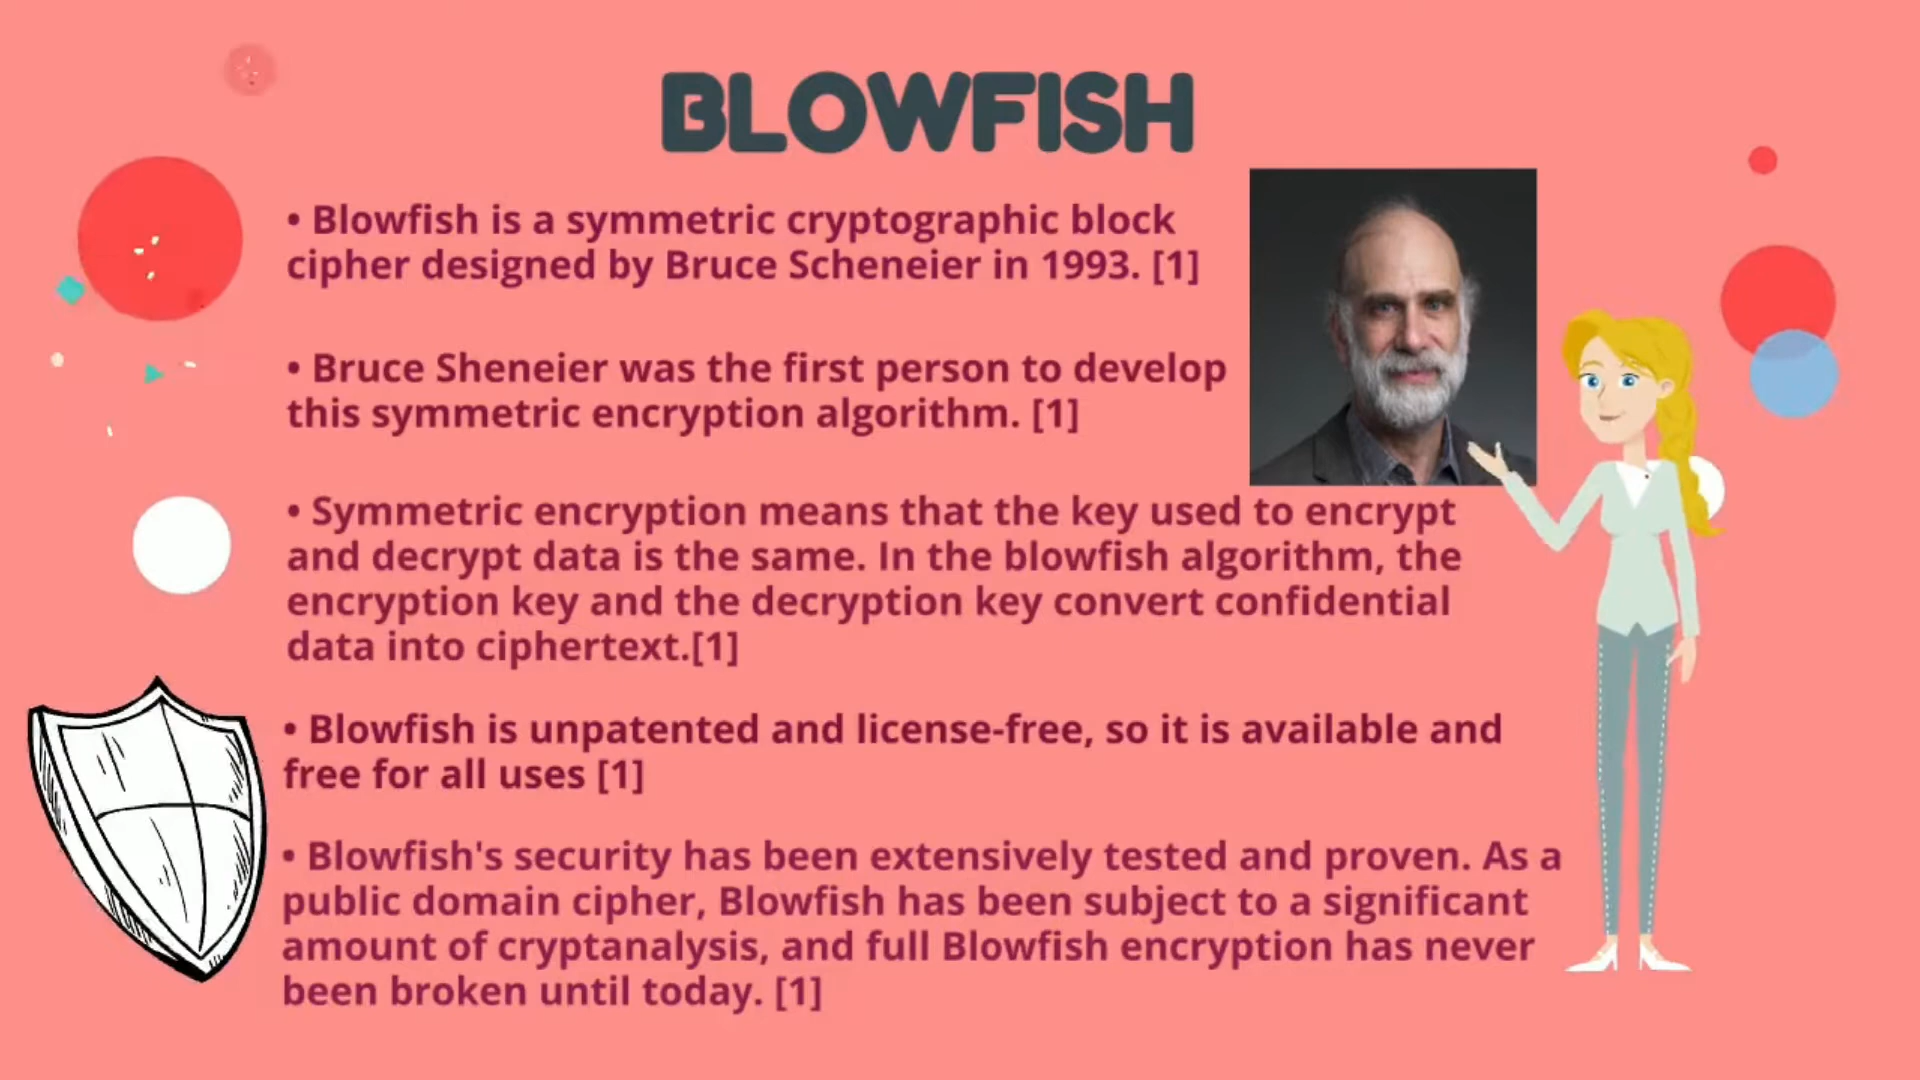 BLOWFISH
• Blowfish is a symmetric cryptographic block
cipher designed by Bruce Scheneier in 1993. [1]
• Bruce Sheneier was the first person to develop
this symmetric encryption algorithm. [1]
• Symmetric encryption means that the key used to encrypt
and decrypt data is the same. In the blowfish algorithm, the
encryption key and the decryption key convert confidential
data into ciphertext.[1]
• Blowfish is unpatented and license-free, so it is available and
free for all uses [1]
• Blowfish's security has been extensively tested and proven. As a
public domain cipher, Blowfish has been subject to a significant
amount of cryptanalysis, and full Blowfish encryption has never
been broken until today. [1]